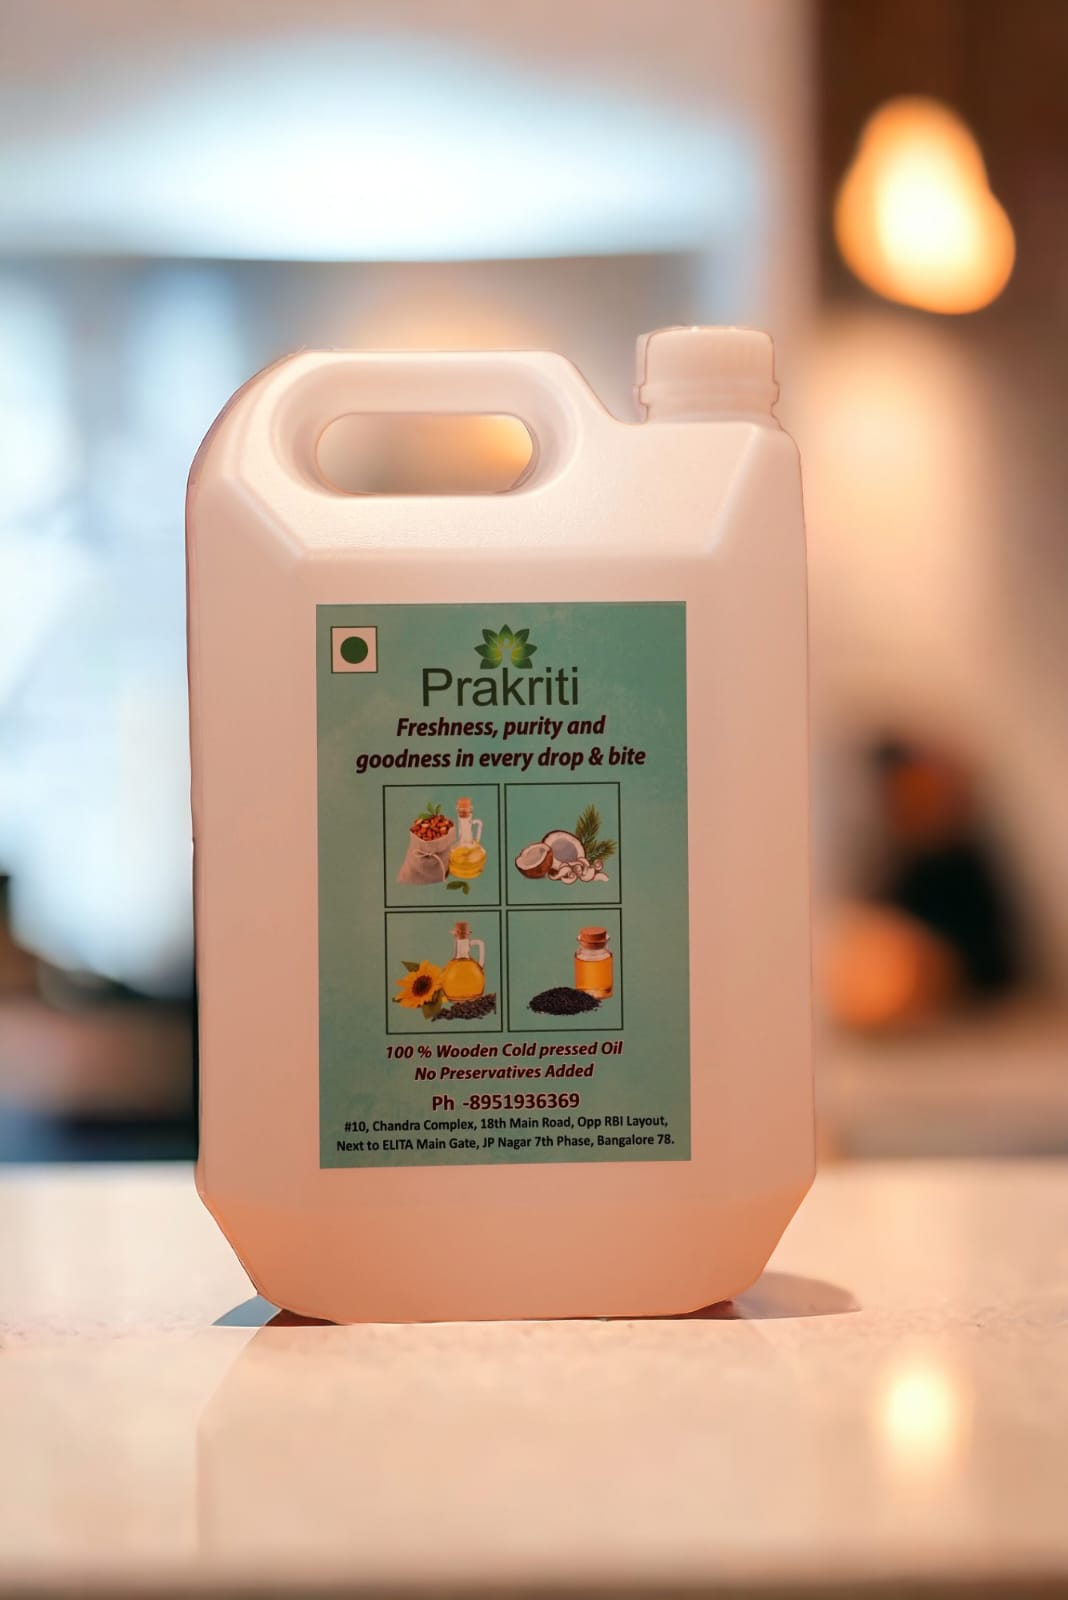 Prakriti
Freshness, purity and
goodness in every drop & bite
100 % Wooden Cold pressed Oil
No Preservatives Added
Ph -8951936369
#10, Chandra Complex, 18th Main Road, Opp RBI Layout,
Next to ELITA Main Gate, JP Nagar 7th Phase, Bangalore 78.